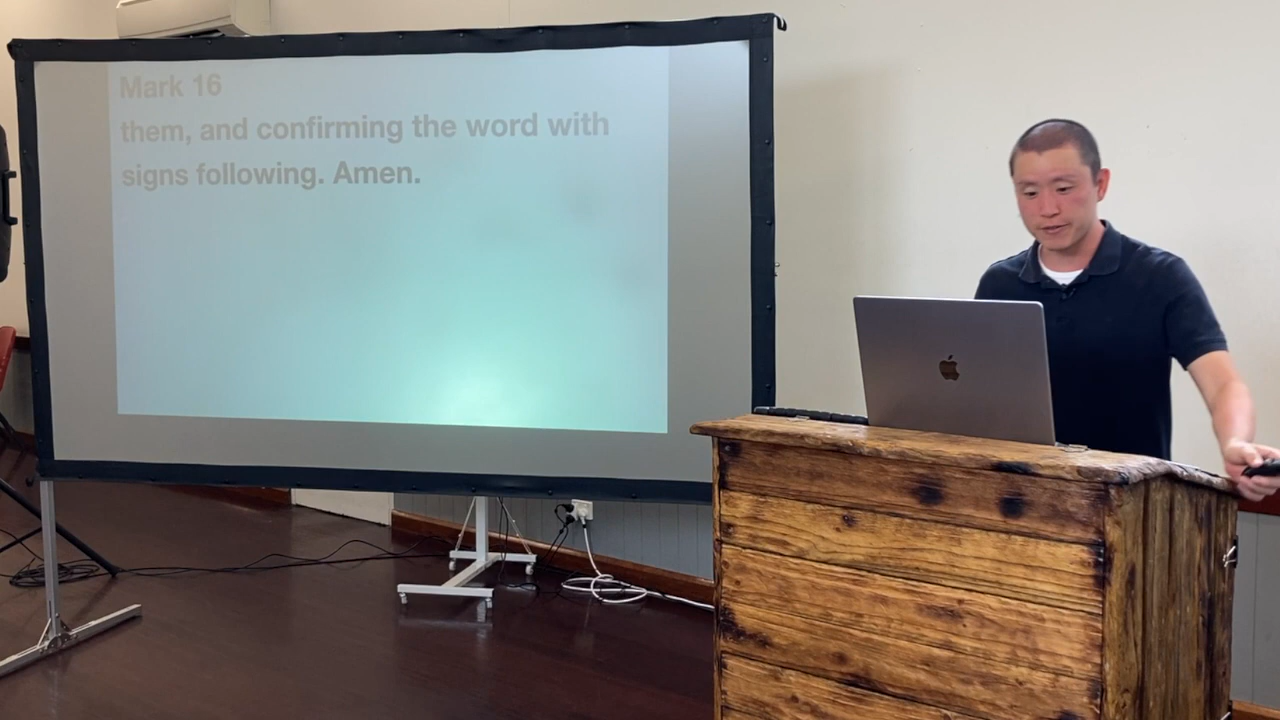 Mark 16
them, and confirming the word with
signs following. Amen.